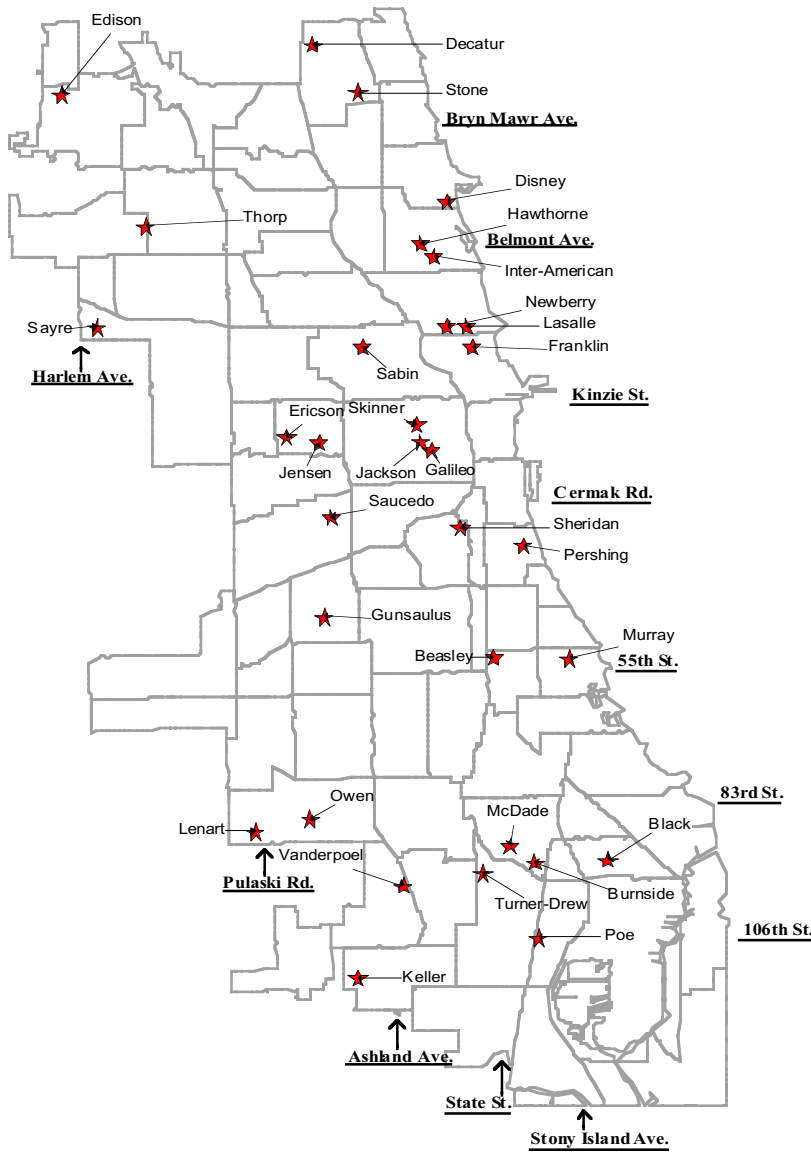 Edison
Decatur
Stone
Bryn Mawr Ave.
Disney
Thorp
Hawthorne
Belmont Ave.
Inter-American
Newberry
Sayre
Lasalle
Franklin
Sabin
Harlem Ave.
Kinzie St.
Ericson
Skinner
Jensen
Jackson
Galileo
Cermak Rd.
Saucedo
Sheridan
Pershing
Gunsaulus
Murray
Beasley
55th St.
83rd St.
Owen
McDade
Black
Lenart
Vanderpoel
Pulaski Rd.
Burnside
Turner-Drew
106th St.
Poe
Keller
Ashland Ave.
State St.
Stony Island Ave.